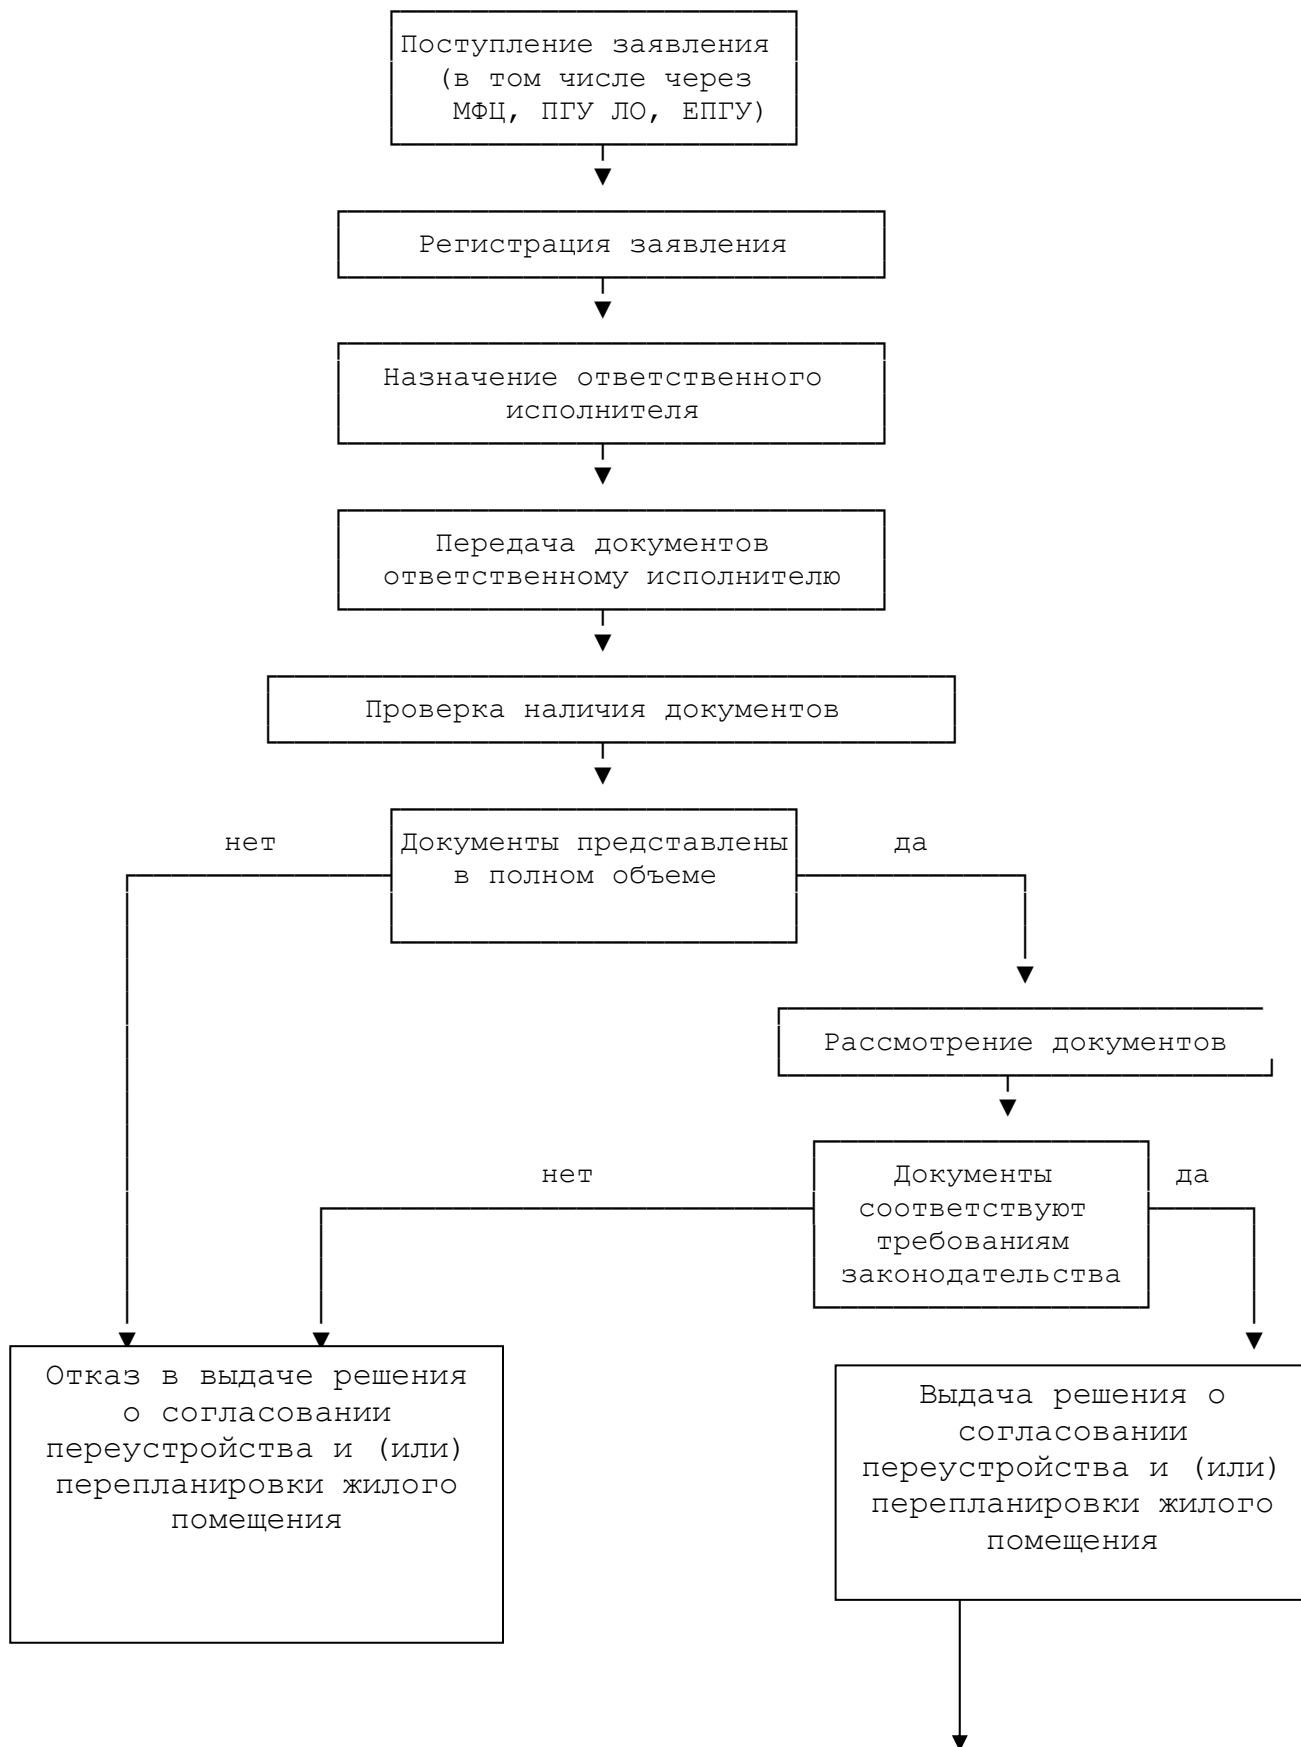 Поступление заявления
(в том числе через
МФЦ, ПГУ ЛО, ЕПГУ)
Регистрация заявления
Назначение ответственного
исполнителя
Передача документов
ответственному исполнителю
Проверка наличия документов
нет
Документы представлены
в полном объеме
да
Рассмотрение документов
нет
Документы
соответствуют
требованиям
законодательства
да
Отказ в выдаче решения
о согласовании
переустройства и (или)
перепланировки жилого
помещения
Выдача решения о
согласовании
переустройства и (или)
перепланировки жилого
помещения